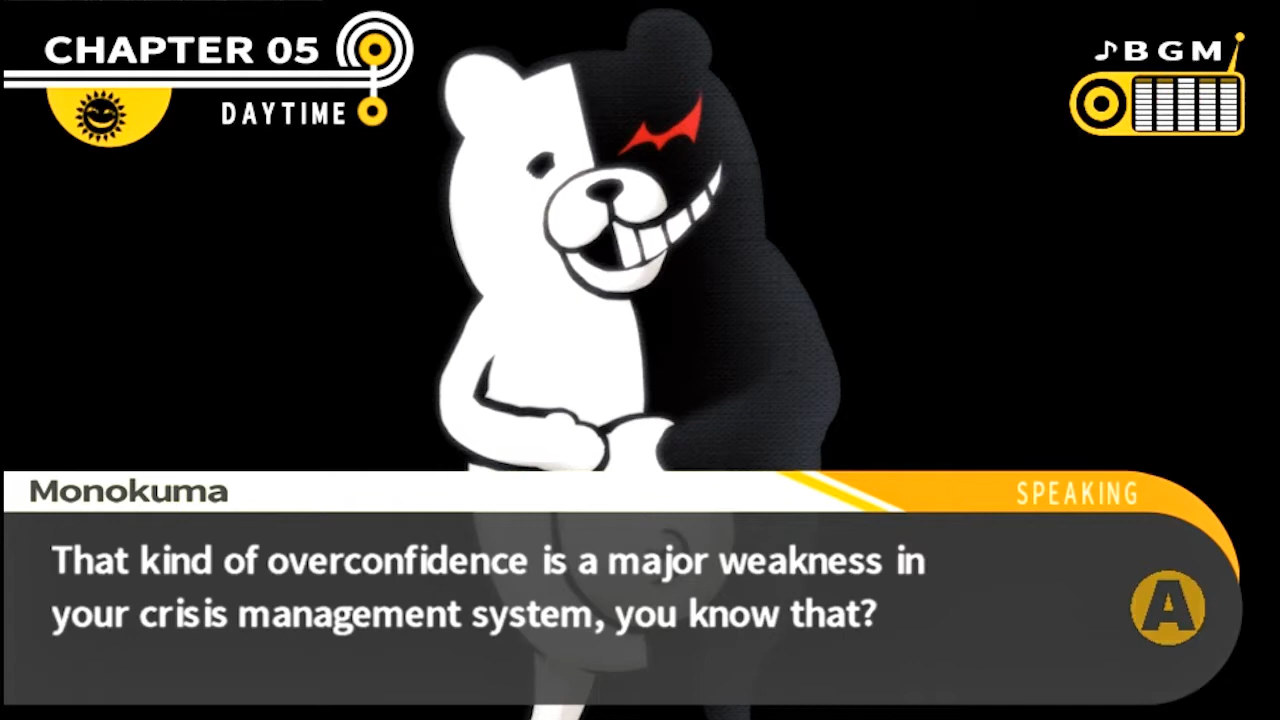 CHAPTER 05
DAYTIME
♪BGM
Monokuma
SPEAKING
That kind of overconfidence is a major weakness in
your crisis management system, you know that?
A